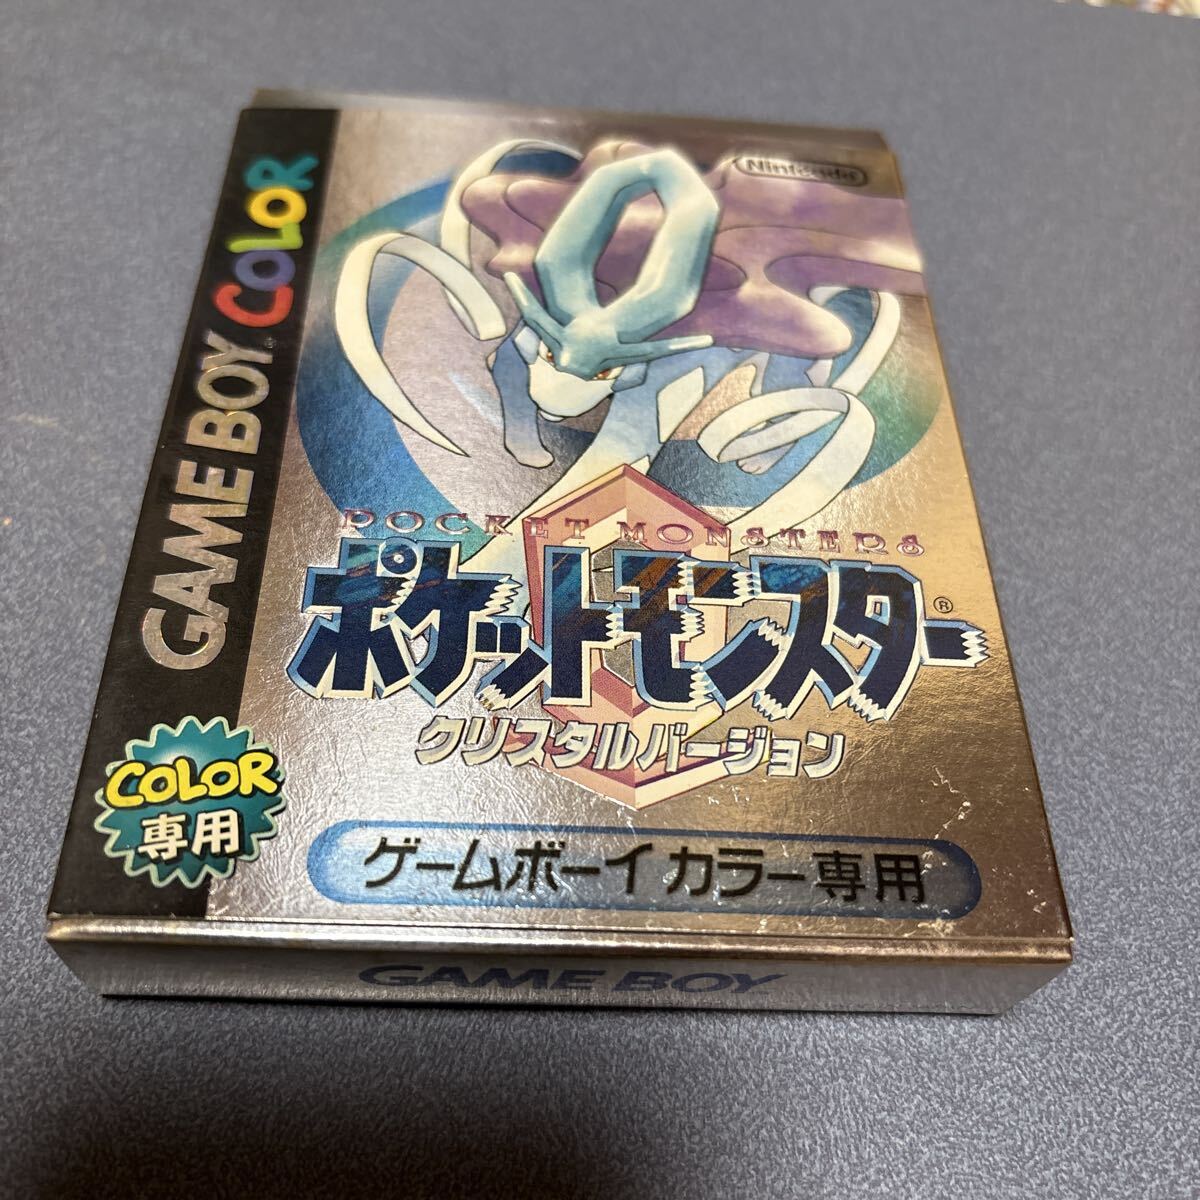 Nintendo
GAME BOY COLOR
POCKET MONSTERS
ポケットモンスター®
クリスタルバージョン
COLOR
専用
ゲームボーイ カラー専用
GAME BOY